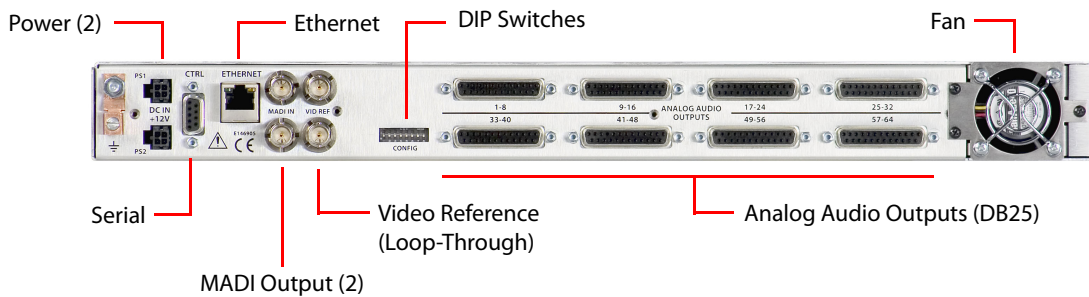 Power (2)
Ethernet
DIP Switches
Fan
PS1
CTRL
ETHERNET
DC IN
+12V
PS2
E146905
CE
MADI IN
VID REF
CONFIG
1-8
9-16
17-24
25-32
ANALOG AUDIO
OUTPUTS
33-40
41-48
49-56
57-64
Serial
Video Reference
(Loop-Through)
Analog Audio Outputs (DB25)
MADI Output (2)